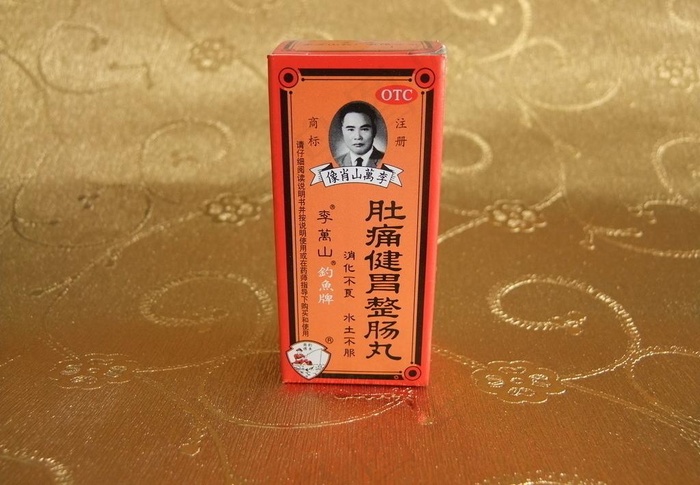 OTC
注册
商标
李萬山肖像
肚痛健胃整肠丸
消化不良 水土不服
李萬山® 釣魚牌®
请仔细阅读说明书并按说明使用或在药师指导下购买和使用